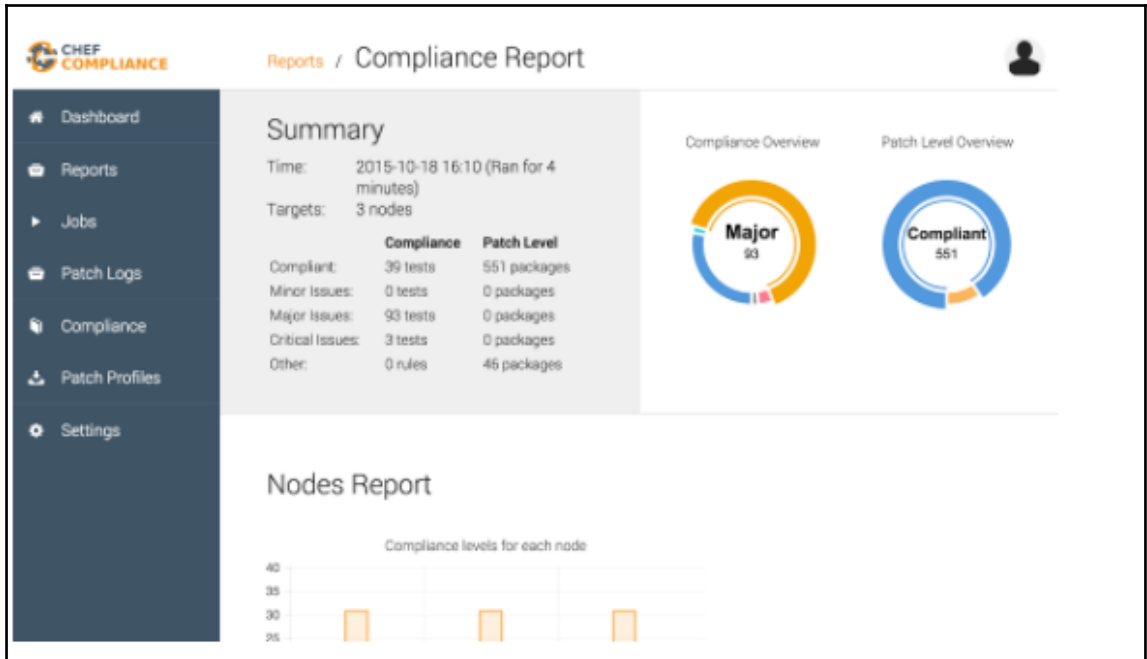 CHEF
COMPLIANCE
Reports / Compliance Report
Dashboard
Reports
Jobs
Patch Logs
Compliance
Patch Profiles
Settings
Summary
Time: 2015-10-18 16:10 (Ran for 4
minutes)
Targets: 3 nodes
Compliance Patch Level
Compliant: 39 tests 551 packages
Minor Issues: 0 tests 0 packages
Major Issues: 93 tests 0 packages
Critical Issues: 3 tests 0 packages
Other: 0 rules 46 packages
Compliance Overview
Major
93
Patch Level Overview
Compliant
551
Nodes Report
Compliance levels for each node
40
35
30
25